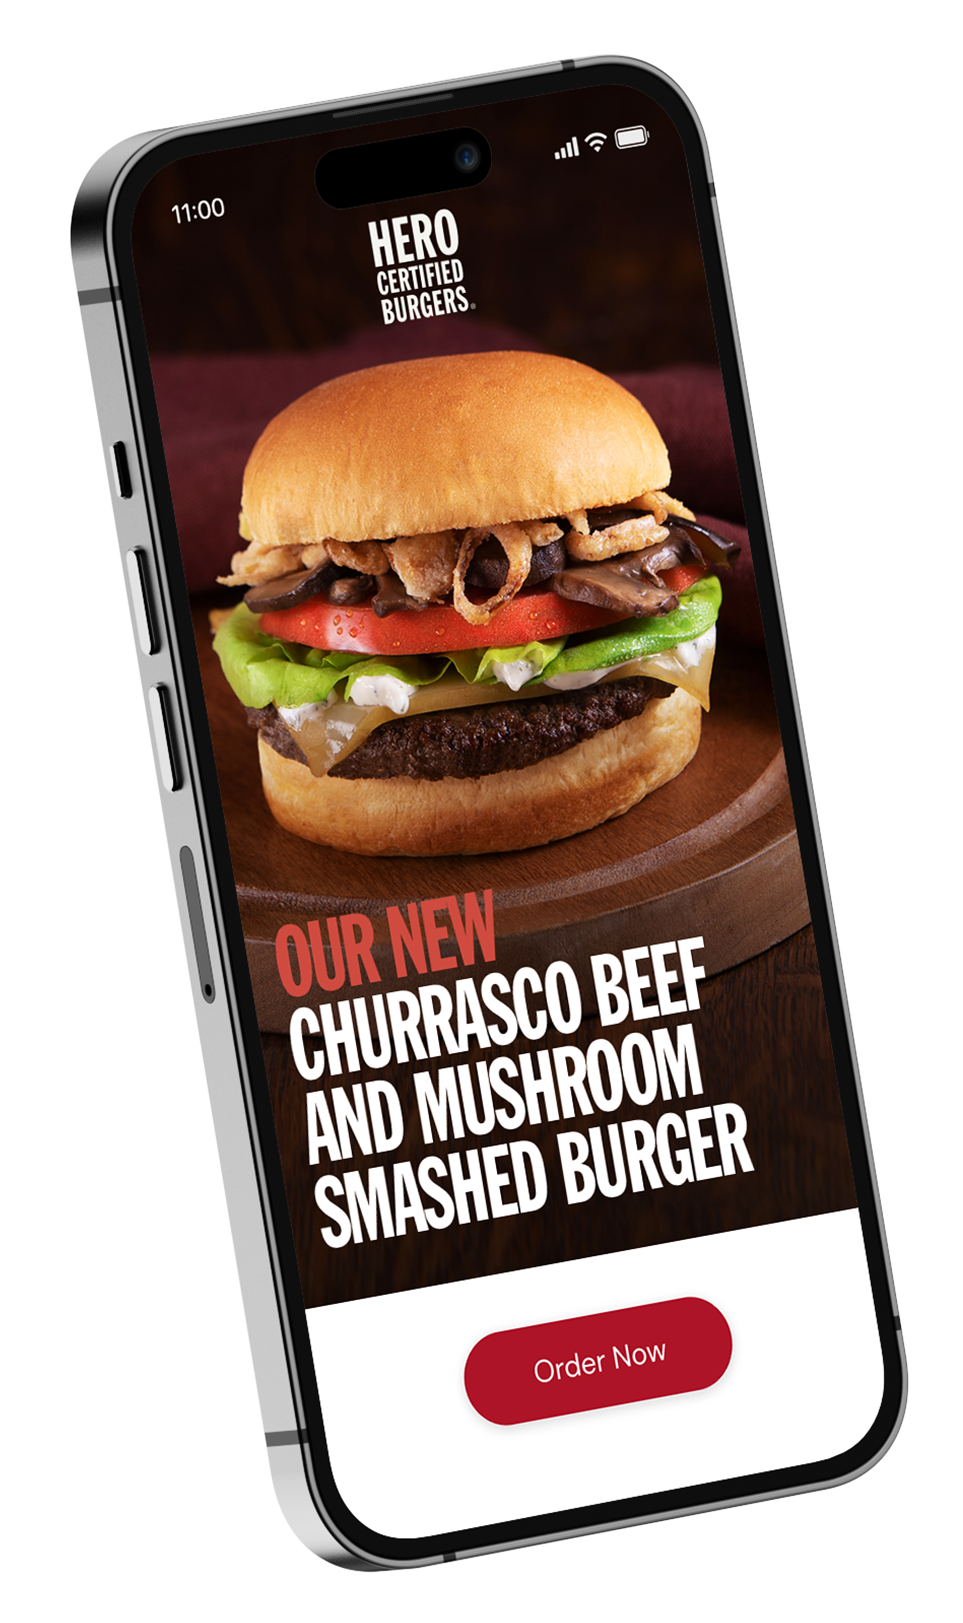 11:00
HERO
CERTIFIED
BURGERS®
OUR NEW
CHURRASCO BEEF
AND MUSHROOM
SMASHED BURGER
Order Now